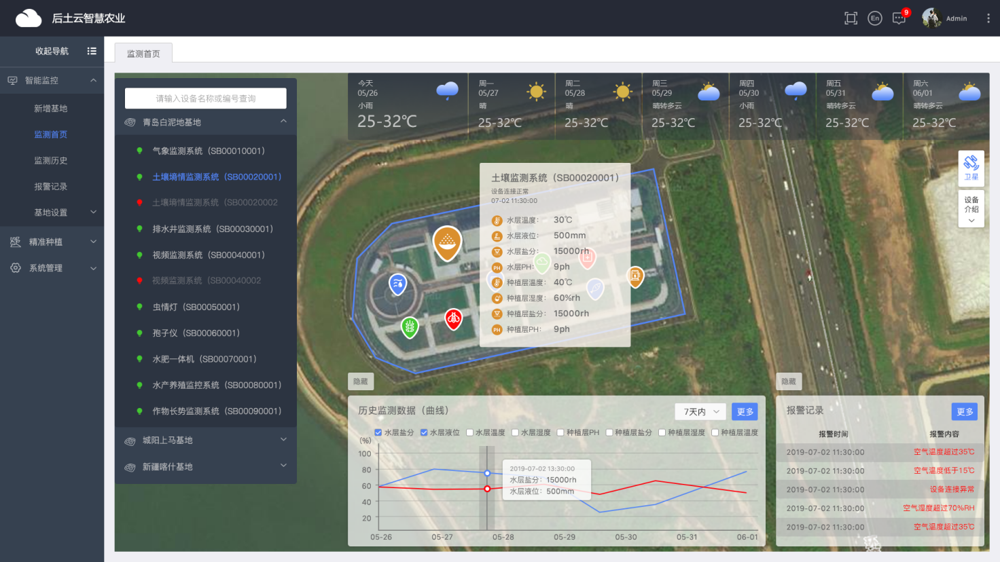 后土云智慧农业
En
9
Admin
收起导航
监测首页
智能监控
新增基地
监测首页
监测历史
报警记录
基地设置
精准种植
系统管理
请输入设备名称或编号查询
青岛白泥地基地
气象监测系统（SB00010001）
土壤墒情监测系统（SB00020001）
土壤墒情监测系统（SB00020002
排水井监测系统（SB00030001）
视频监测系统（SB00040001）
视频监测系统（SB00040002
虫情灯（SB00050001）
孢子仪（SB00060001）
水肥一体机（SB00070001）
水产养殖监控系统（SB00080001）
作物长势监测系统（SB00090001）
城阳上马基地
新疆喀什基地
今天
05/26
小雨
25-32℃
周一
05/27
晴
25-32℃
周二
05/28
晴
25-32℃
周三
05/29
晴转多云
25-32℃
周四
05/30
小雨
25-32℃
周五
05/31
晴转多云
25-32℃
周六
06/01
晴转多云
25-32℃
卫星
设备
介绍
土壤监测系统（SB00020001）
设备连接正常
07-02 11:30:00
水层温度： 30℃
水层液位： 500mm
水层盐分： 15000rh
PH 水层PH： 9ph
种植层温度： 40℃
种植层湿度： 60%rh
种植层盐分： 15000rh
PH 种植层PH： 9ph
隐藏
隐藏
历史监测数据（曲线）
7天内
更多
水层盐分 水层液位 水层温度 水层湿度 种植层PH 种植层盐分 种植层湿度 种植层温度
(%)
100
80
60
40
20
2019-07-02 13:30:00
水层盐分：15000rh
水层液位：500mm
05-26 05-27 05-28 05-29 05-30 05-31 06-01
报警记录
更多
报警时间 报警内容
2019-07-02 11:30:00 空气温度超过35℃
2019-07-02 11:30:00 空气温度低于15℃
2019-07-02 11:30:00 设备连接异常
2019-07-02 11:30:00 空气湿度超过70%RH
2019-07-02 11:30:00 空气温度超过35℃